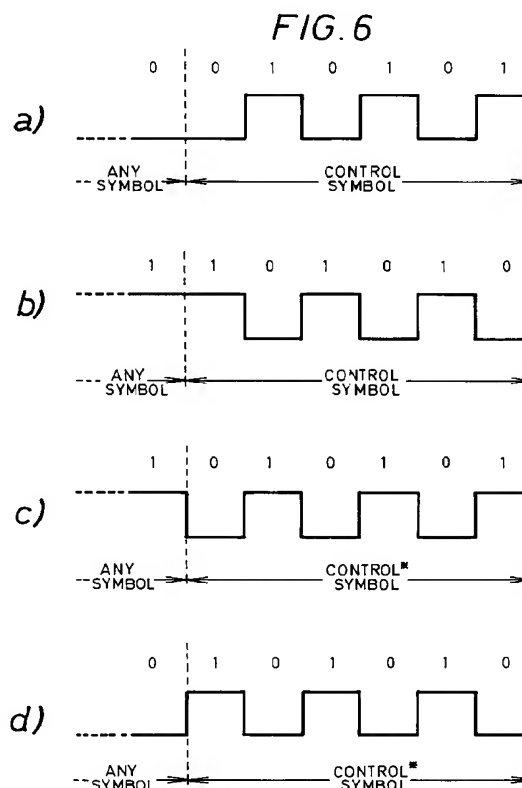 FIG. 6
0 0 1 0 1 0 1
a)
ANY SYMBOL CONTROL SYMBOL
1 1 0 1 0 1 0
b)
ANY SYMBOL CONTROL SYMBOL
1 0 1 0 1 0 1
c)
ANY SYMBOL CONTROL* SYMBOL
0 1 0 1 0 1 0
d)
ANY SYMBOL CONTROL* SYMBOL